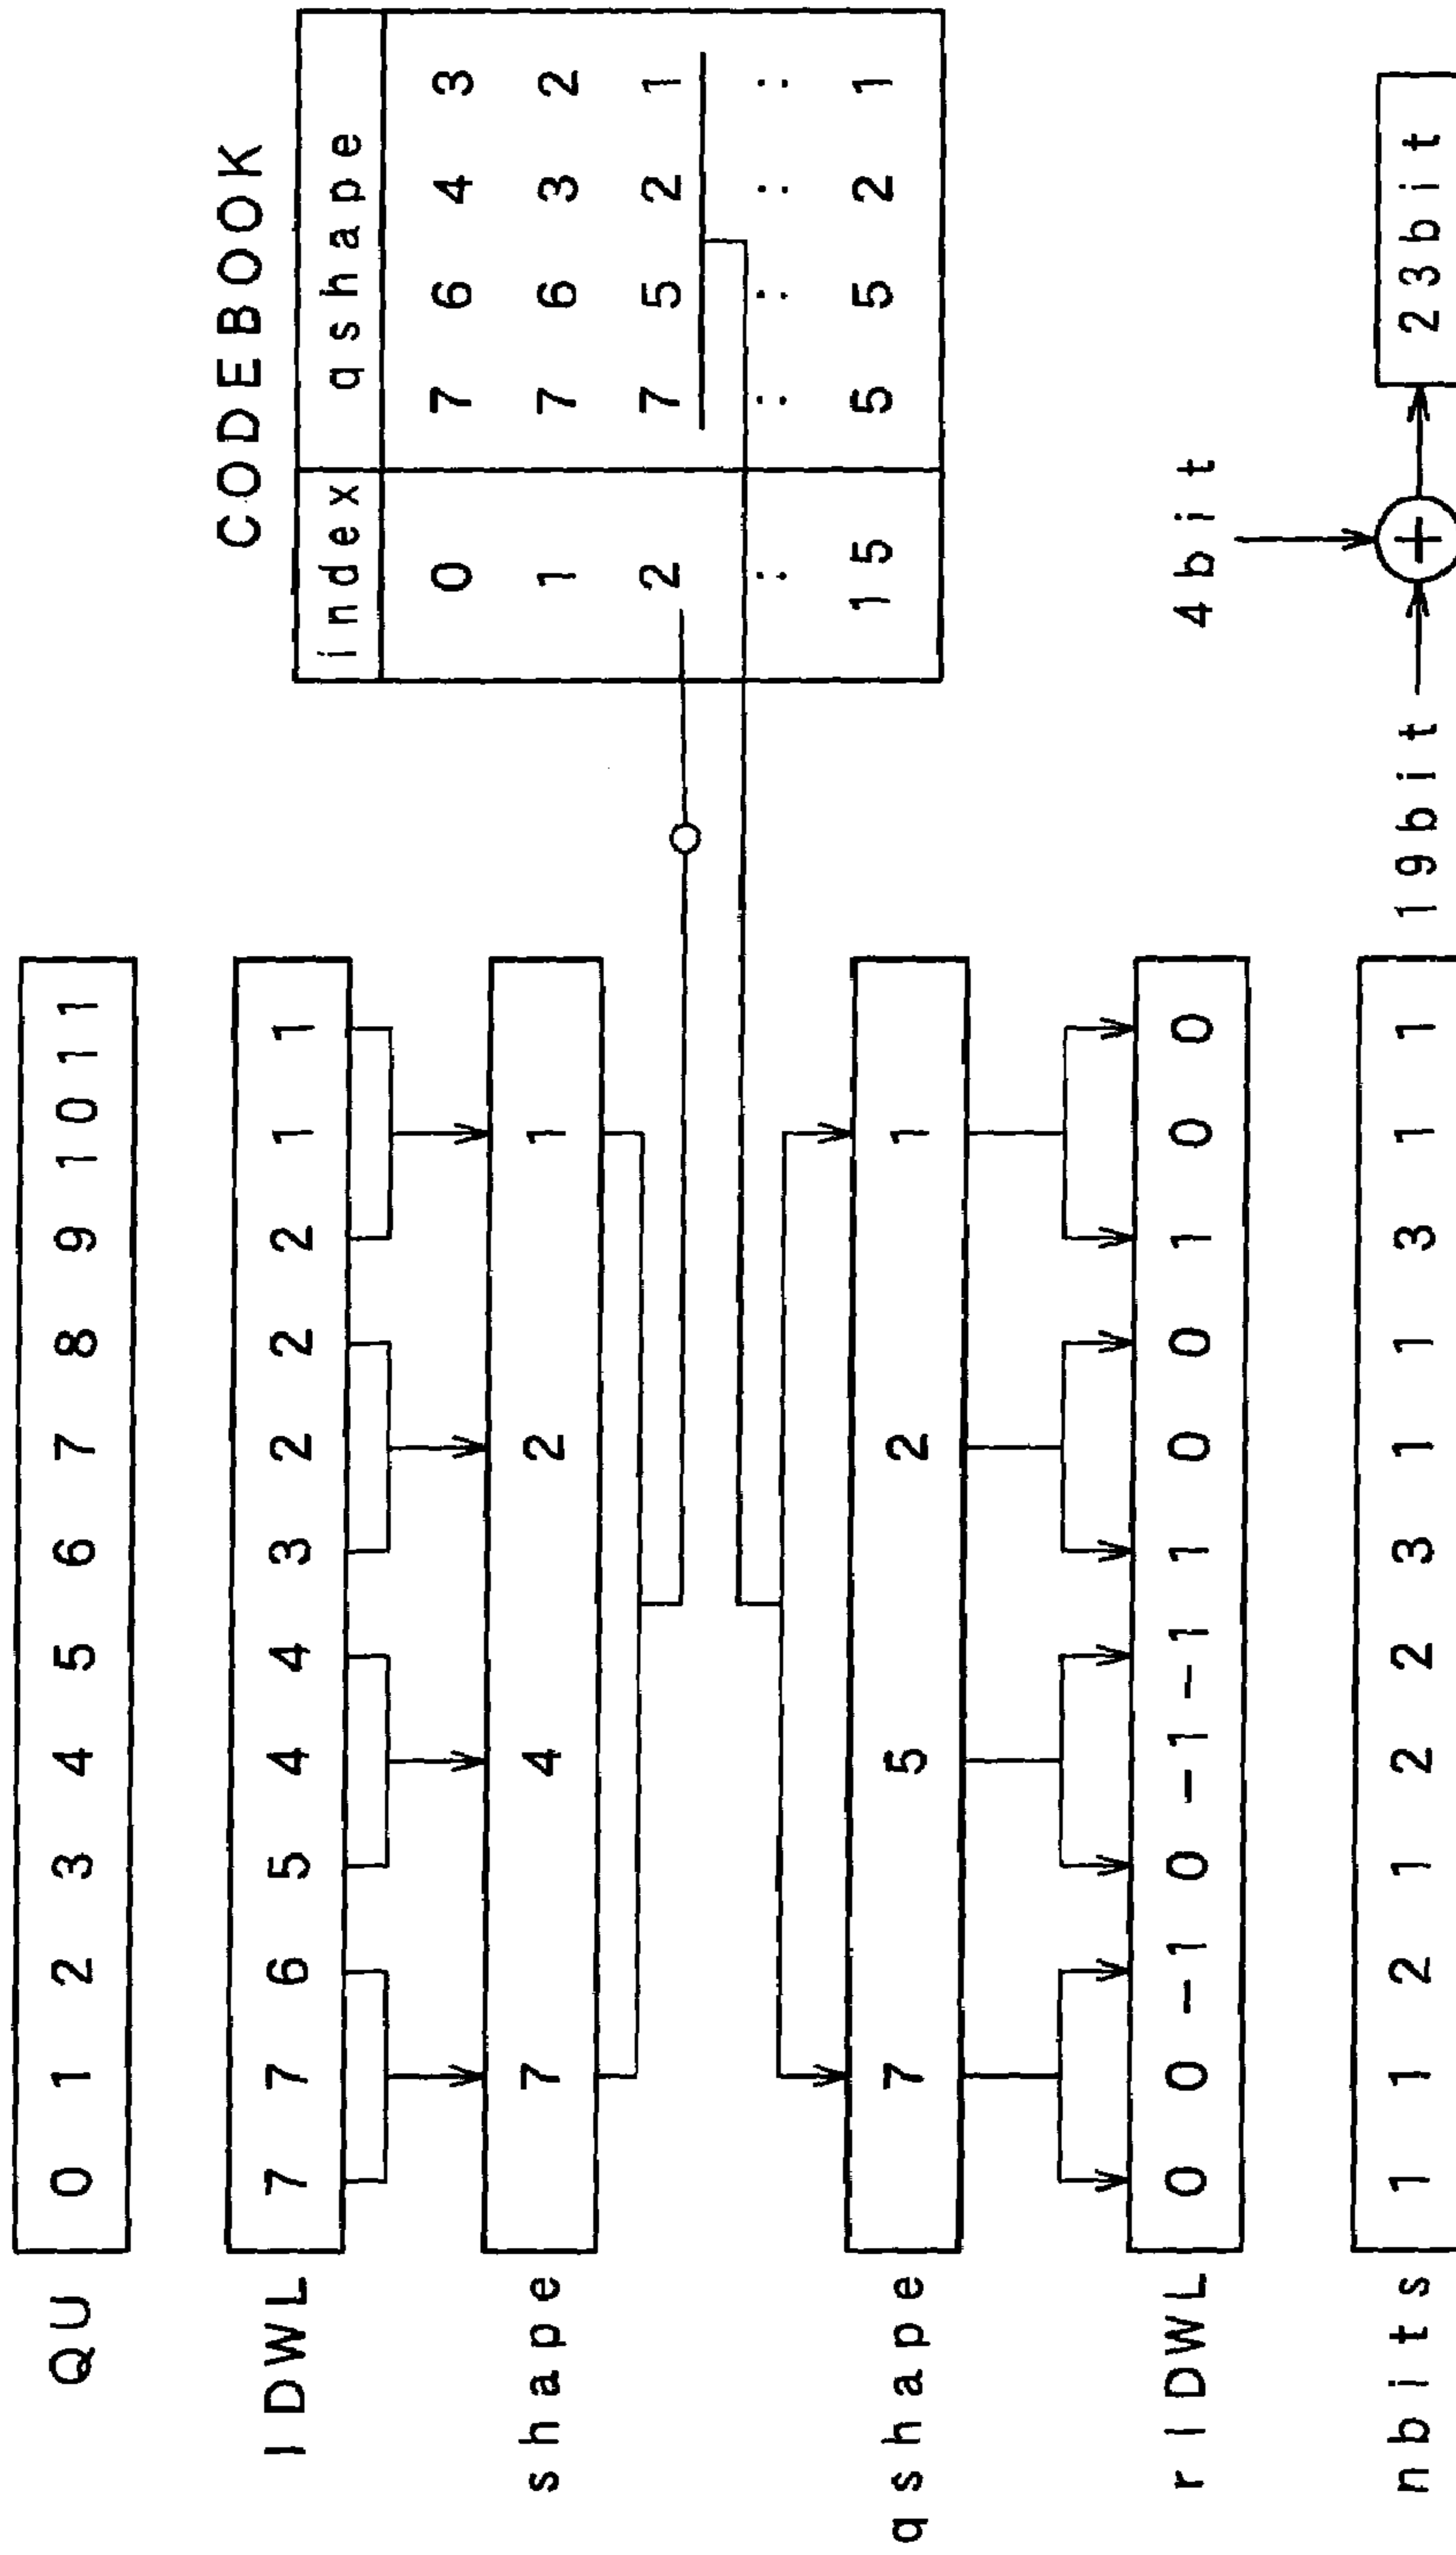 QU 0 1 2 3 4 5 6 7 8 9 10 11
IDWL 7 7 6 5 4 4 3 2 2 2 1 1
shape 7 4 2 1
qshape 7 5 2 1
rIDWL 0 0 -1 0 -1 -1 1 0 0 1 0 0
nbits 1 1 2 1 2 2 3 1 1 3 1 1
19bit
4bit
+
23bit
CODEBOOK
index qshape
0 7 6 4 3
1 7 6 3 2
2 7 5 2 1
: : : : :
15 5 5 2 1